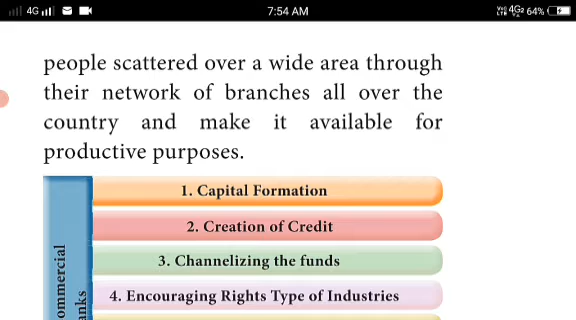 4G
7:54 AM
4G2 64%
people scattered over a wide area through
their network of branches all over the
country and make it available for
productive purposes.
1. Capital Formation
2. Creation of Credit
3. Channelizing the funds
4. Encouraging Rights Type of Industries